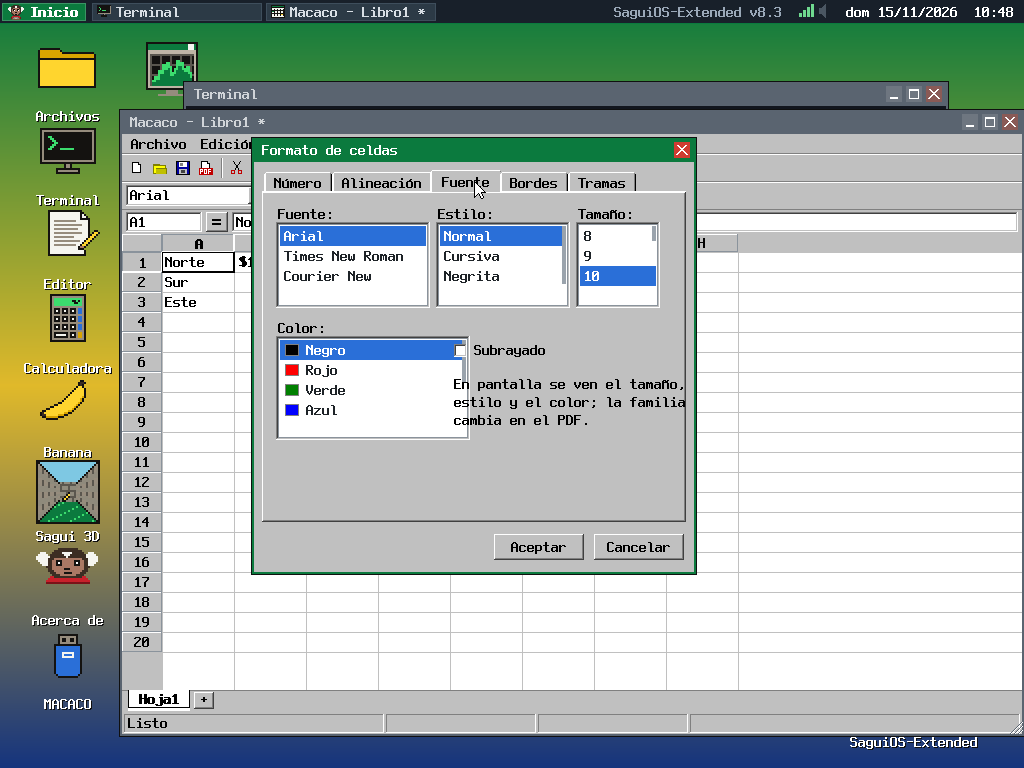 Inicio
Terminal
Macaco - Libro1 *
SaguiOS-Extended v8.3
dom 15/11/2026
10:48
Archivos
Terminal
Editor
Calculadora
Banana
Sagui 3D
Acerca de
MACACO
Terminal
Macaco - Libro1 *
Archivo
PDF
Arial
A1
=
A
H
1 Norte
2 Sur
3 Este
4
5
6
7
8
9
10
11
12
13
14
15
16
17
18
19
20
Formato de celdas
Número
Alineación
Fuente
Bordes
Tramas
Fuente:
Estilo:
Tamaño:
Arial
Times New Roman
Courier New
Normal
Cursiva
Negrita
8
9
10
Color:
Negro
Rojo
Verde
Azul
Subrayado
En pantalla se ven el tamaño,
estilo y el color; la familia
cambia en el PDF.
Aceptar
Cancelar
Hoja1
+
Listo
SaguiOS-Extended